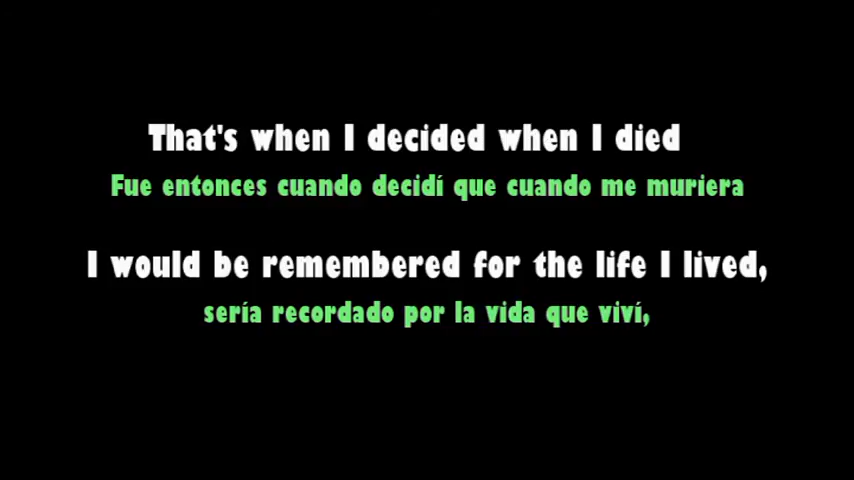 That's when I decided when I died
Fue entonces cuando decidí que cuando me muriera
I would be remembered for the life I lived,
sería recordado por la vida que viví,